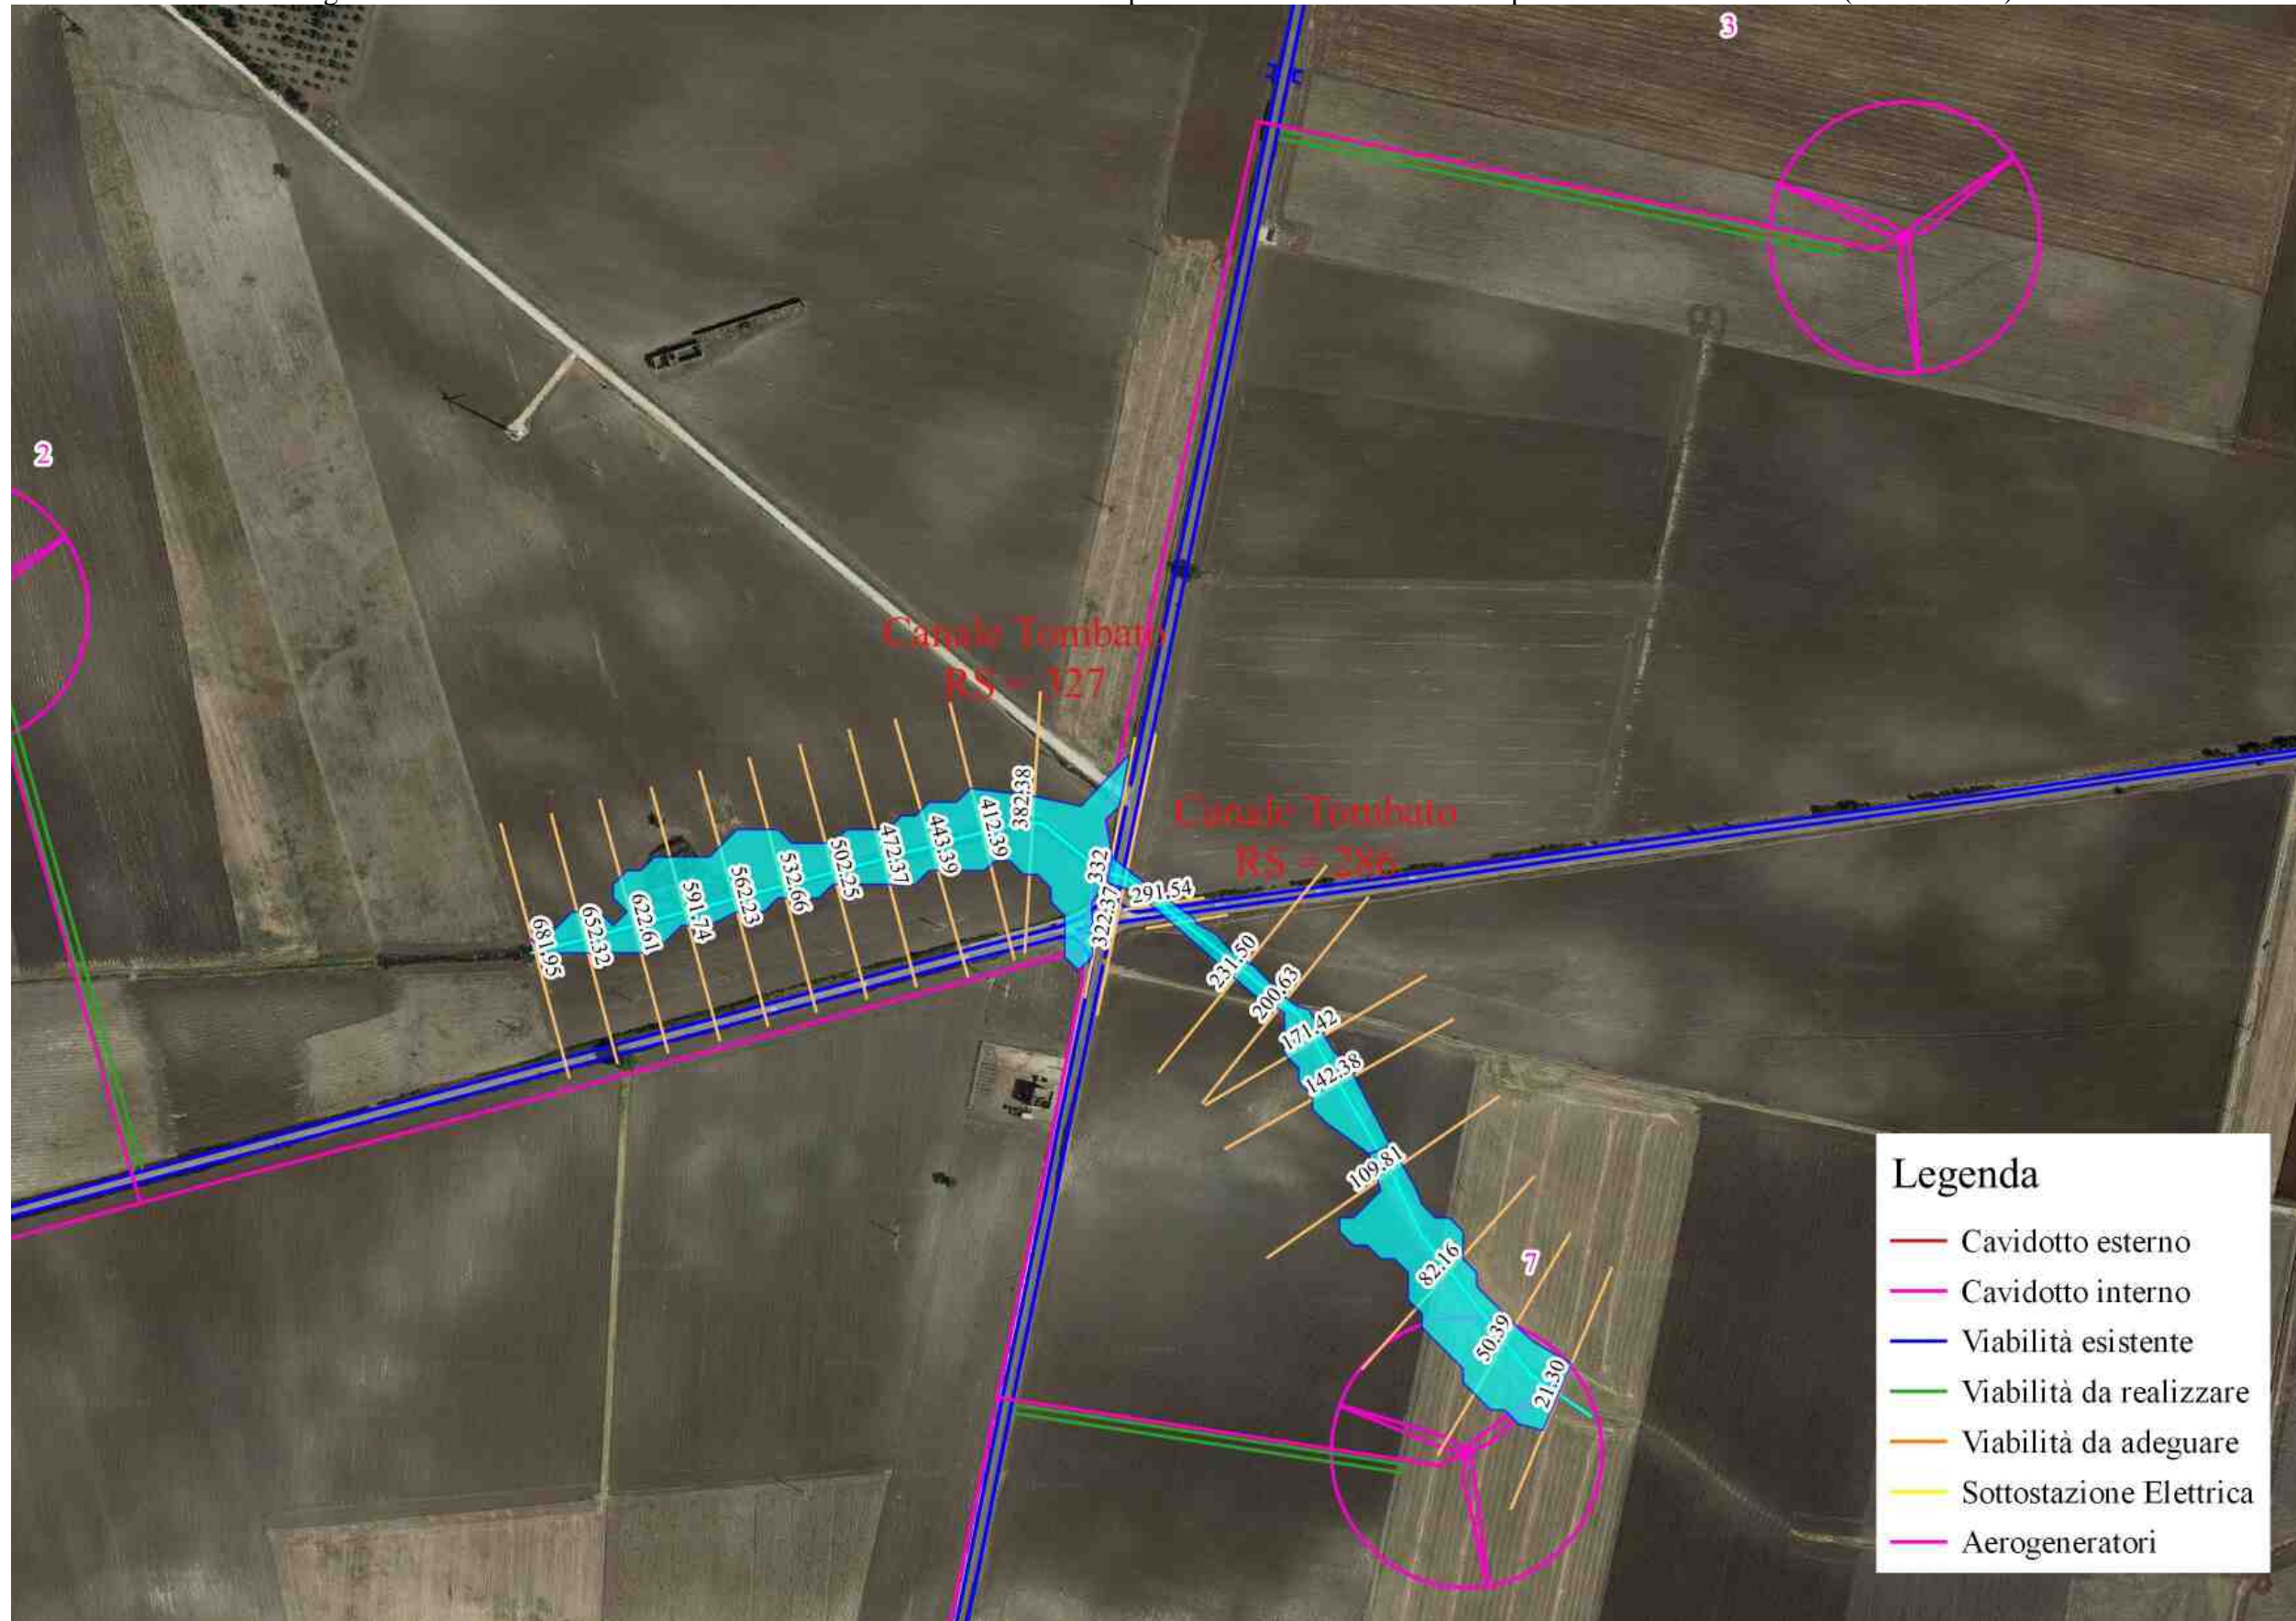 3
2
Canale Tombato
RS = 327
Canale Tombato
RS = 286
681.95
652.32
622.61
591.74
562.23
532.66
502.25
472.37
443.39
412.39
382.38
332
322.37
291.54
231.50
200.63
171.42
142.38
109.81
82.16
7
50.39
21.30
Legenda
Cavidotto esterno
Cavidotto interno
Viabilità esistente
Viabilità da realizzare
Viabilità da adeguare
Sottostazione Elettrica
Aerogeneratori